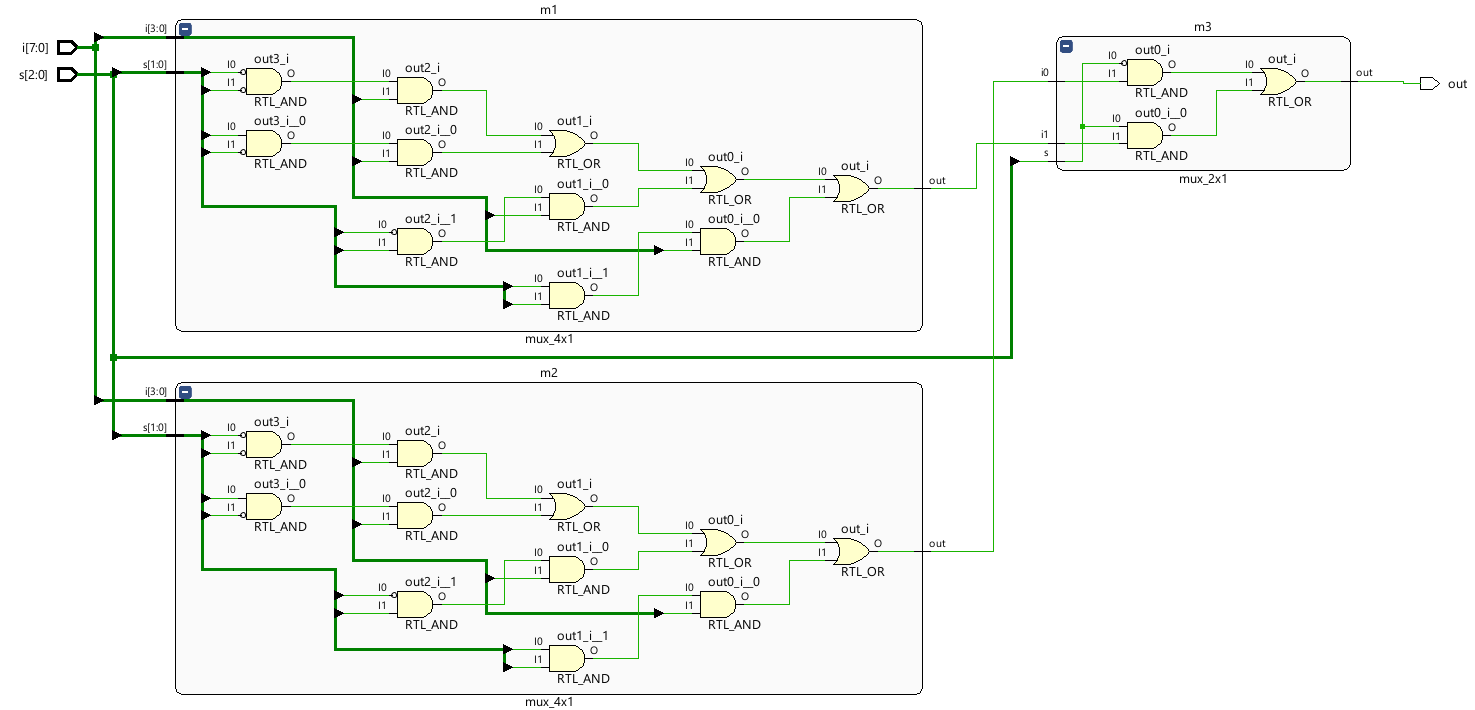 m1
i[7:0]
s[2:0]
i[3:0]
s[1:0]
out3_i
I0
I1
O
RTL_AND
out3_i__0
I0
I1
O
RTL_AND
out2_i
I0
I1
O
RTL_AND
out2_i__0
I0
I1
O
RTL_AND
out2_i__1
I0
I1
O
RTL_AND
out1_i
I0
I1
O
RTL_OR
out1_i__0
I0
I1
O
RTL_AND
out1_i__1
I0
I1
O
RTL_AND
out0_i
I0
I1
O
RTL_OR
out0_i__0
I0
I1
O
RTL_AND
out_i
I0
I1
O
RTL_OR
out
mux_4x1
m3
i0
i1
s
out0_i
I0
I1
O
RTL_AND
out0_i__0
I0
I1
O
RTL_AND
out_i
I0
I1
O
RTL_OR
out
out
mux_2x1
m2
i[3:0]
s[1:0]
out3_i
I0
I1
O
RTL_AND
out3_i__0
I0
I1
O
RTL_AND
out2_i
I0
I1
O
RTL_AND
out2_i__0
I0
I1
O
RTL_AND
out2_i__1
I0
I1
O
RTL_AND
out1_i
I0
I1
O
RTL_OR
out1_i__0
I0
I1
O
RTL_AND
out1_i__1
I0
I1
O
RTL_AND
out0_i
I0
I1
O
RTL_OR
out0_i__0
I0
I1
O
RTL_AND
out_i
I0
I1
O
RTL_OR
out
mux_4x1